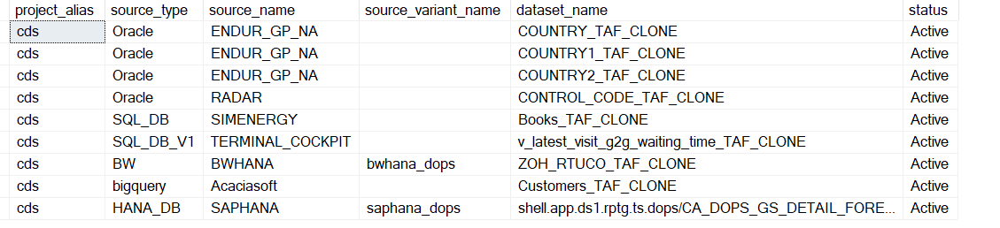 project_alias source_type source_name source_variant_name dataset_name status
cds Oracle ENDUR_GP_NA COUNTRY_TAF_CLONE Active
cds Oracle ENDUR_GP_NA COUNTRY1_TAF_CLONE Active
cds Oracle ENDUR_GP_NA COUNTRY2_TAF_CLONE Active
cds Oracle RADAR CONTROL_CODE_TAF_CLONE Active
cds SQL_DB SIMENERGY Books_TAF_CLONE Active
cds SQL_DB_V1 TERMINAL_COCKPIT v_latest_visit_g2g_waiting_time_TAF_CLONE Active
cds BW BWHANA bwhana_dops ZOH_RTUCO_TAF_CLONE Active
cds bigquery Acaciasoft Customers_TAF_CLONE Active
cds HANA_DB SAPHANA saphana_dops shell.app.ds1.rptg.ts.dops/CA_DOPS_GS_DETAIL_FORE... Active